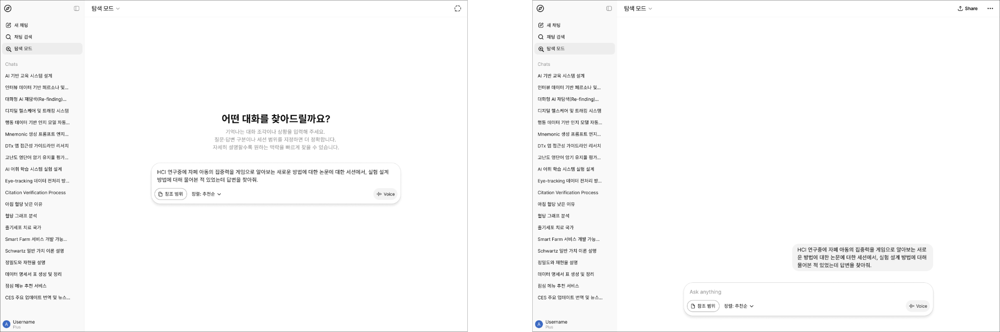 탐색 모드
새 채팅
채팅 검색
탐색 모드
Chats
AI 기반 교육 시스템 설계
인터뷰 데이터 기반 페르소나 및...
대화형 AI 재탐색(Re-finding)...
디지털 헬스케어 및 트래킹 시스템
행동 데이터 기반 인지 모델 자동...
Mnemonic 생성 프롬프트 엔지...
DTx 앱 접근성 가이드라인 리서치
고난도 영단어 암기 유지율 평가...
AI 어휘 학습 시스템 실험 설계
Eye-tracking 데이터 전처리 방...
Citation Verification Process
아침 혈당 낮은 이유
혈당 그래프 분석
줄기세포 치료 국가
Smart Farm 서비스 개발 가능...
Schwartz 일반 가치 이론 설명
정밀도와 재현율 설명
데이터 명세서 표 생성 및 정리
점심 메뉴 추천 서비스
CES 주요 업데이트 번역 및 뉴스...
A Username
Plus
어떤 대화를 찾아드릴까요?
기억나는 대화 조각이나 상황을 입력해 주세요.
질문·답변 구분이나 세션 범위를 지정하면 더 정확합니다.
자세히 설명할수록 원하는 맥락을 빠르게 찾을 수 있습니다.
HCI 연구중에 자폐 아동의 집중력을 게임으로 알아보는 새로운 방법에 대한 논문에 대한 세션에서, 실험 설계
방법에 대해 물어본 적 있었는데 답변을 찾아줘.
참조 범위 정렬: 추천순 Voice
탐색 모드 Share
새 채팅
채팅 검색
탐색 모드
Chats
AI 기반 교육 시스템 설계
인터뷰 데이터 기반 페르소나 및...
대화형 AI 재탐색(Re-finding)...
디지털 헬스케어 및 트래킹 시스템
행동 데이터 기반 인지 모델 자동...
Mnemonic 생성 프롬프트 엔지...
DTx 앱 접근성 가이드라인 리서치
고난도 영단어 암기 유지율 평가...
AI 어휘 학습 시스템 실험 설계
Eye-tracking 데이터 전처리 방...
Citation Verification Process
아침 혈당 낮은 이유
혈당 그래프 분석
줄기세포 치료 국가
Smart Farm 서비스 개발 가능...
Schwartz 일반 가치 이론 설명
정밀도와 재현율 설명
데이터 명세서 표 생성 및 정리
점심 메뉴 추천 서비스
CES 주요 업데이트 번역 및 뉴스...
A Username
Plus
HCI 연구중에 자폐 아동의 집중력을 게임으로 알아보는 새로
운 방법에 대한 논문에 대한 세션에서, 실험 설계 방법에 대해
물어본 적 있었는데 답변을 찾아줘.
Ask anything
참조 범위 정렬: 추천순 Voice